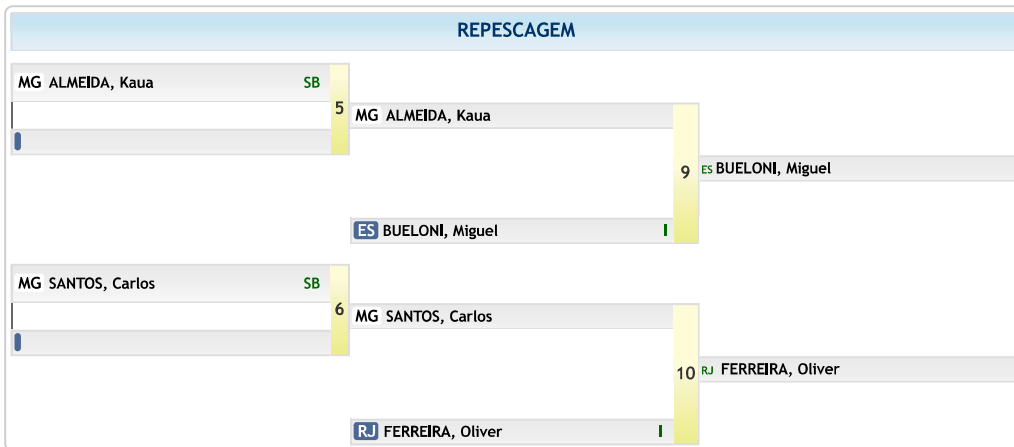 REPESCAGEM
MG ALMEIDA, Kaua SB
5
MG ALMEIDA, Kaua
9
ES BUELONI, Miguel
ES BUELONI, Miguel I
MG SANTOS, Carlos SB
6
MG SANTOS, Carlos
10
RJ FERREIRA, Oliver
RJ FERREIRA, Oliver I